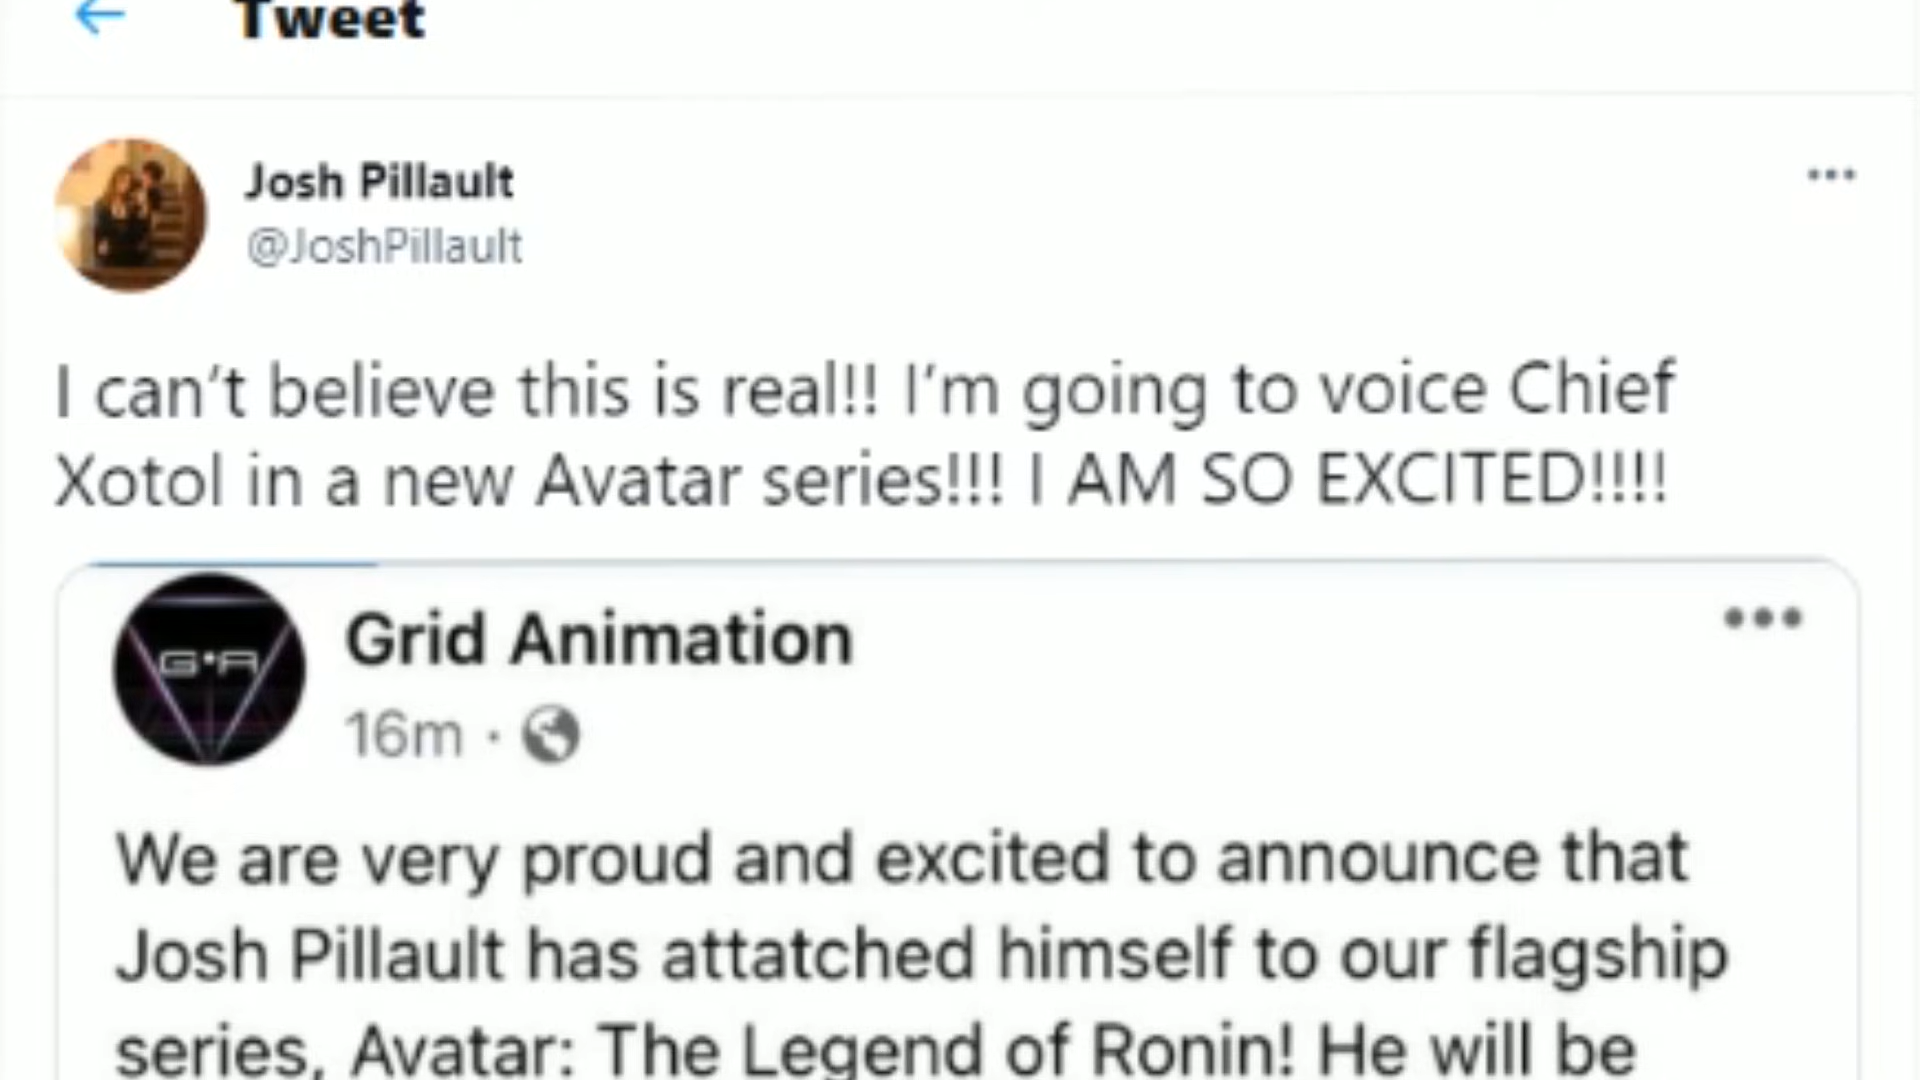 Tweet
Josh Pillault
@JoshPillault
I can't believe this is real!! I'm going to voice Chief
Xotol in a new Avatar series!!! I AM SO EXCITED!!!!
G•A
Grid Animation
16m ·
We are very proud and excited to announce that
Josh Pillault has attatched himself to our flagship
series, Avatar: The Legend of Ronin! He will be